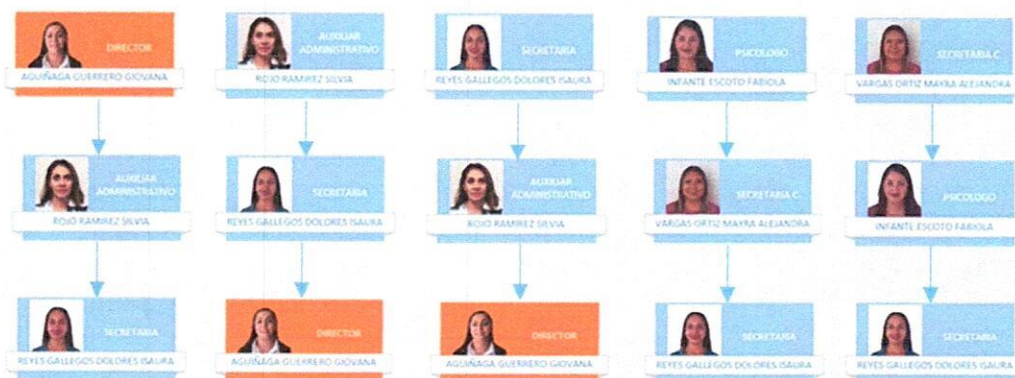 DIRECTOR
AGUIÑAGA GUERRERO GIOVANA
AUXILIAR
ADMINISTRATIVO
ROJO RAMIREZ SILVIA
SECRETARIA
REYES GALLEGOS DOLORES ISAURA
PSICOLOGO
INFANTE ESCOTO FABIOLA
SECRETARIA C
VARGAS ORTIZ MAYRA ALEJANDRA
AUXILIAR
ADMINISTRATIVO
ROJO RAMIREZ SILVIA
SECRETARIA
REYES GALLEGOS DOLORES ISAURA
AUXILIAR
ADMINISTRATIVO
ROJO RAMIREZ SILVIA
SECRETARIA C
VARGAS ORTIZ MAYRA ALEJANDRA
PSICOLOGO
INFANTE ESCOTO FABIOLA
SECRETARIA
REYES GALLEGOS DOLORES ISAURA
DIRECTOR
AGUIÑAGA GUERRERO GIOVANA
DIRECTOR
AGUIÑAGA GUERRERO GIOVANA
SECRETARIA
REYES GALLEGOS DOLORES ISAURA
SECRETARIA
REYES GALLEGOS DOLORES ISAURA